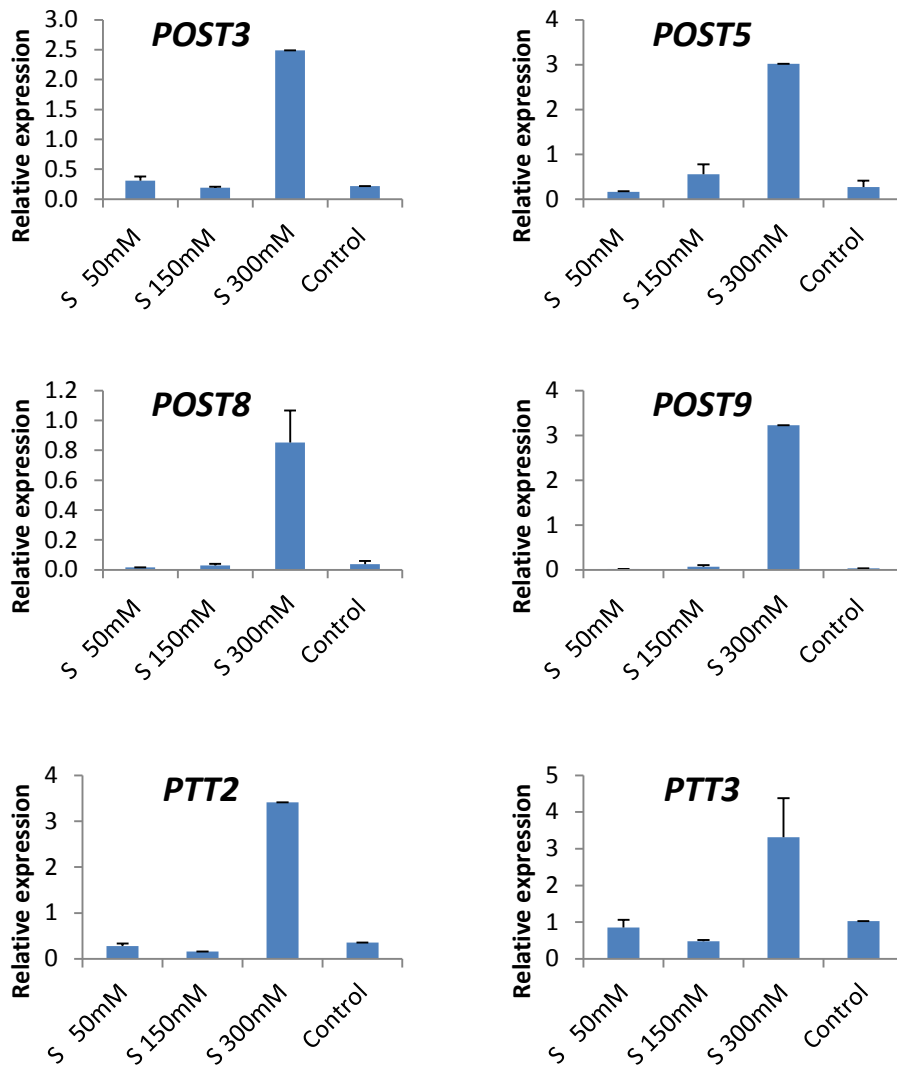 POST3
Relative expression
3.0
2.5
2.0
1.5
1.0
0.5
0.0
S 50mM
S 150mM
S 300mM
Control
POST5
Relative expression
4
3
2
1
0
S 50mM
S 150mM
S 300mM
Control
POST8
Relative expression
1.2
1.0
0.8
0.6
0.4
0.2
0.0
S 50mM
S 150mM
S 300mM
Control
POST9
Relative expression
4
3
2
1
0
S 50mM
S 150mM
S 300mM
Control
PTT2
Relative expression
4
3
2
1
0
S 50mM
S 150mM
S 300mM
Control
PTT3
Relative expression
5
4
3
2
1
0
S 50mM
S 150mM
S 300mM
Control